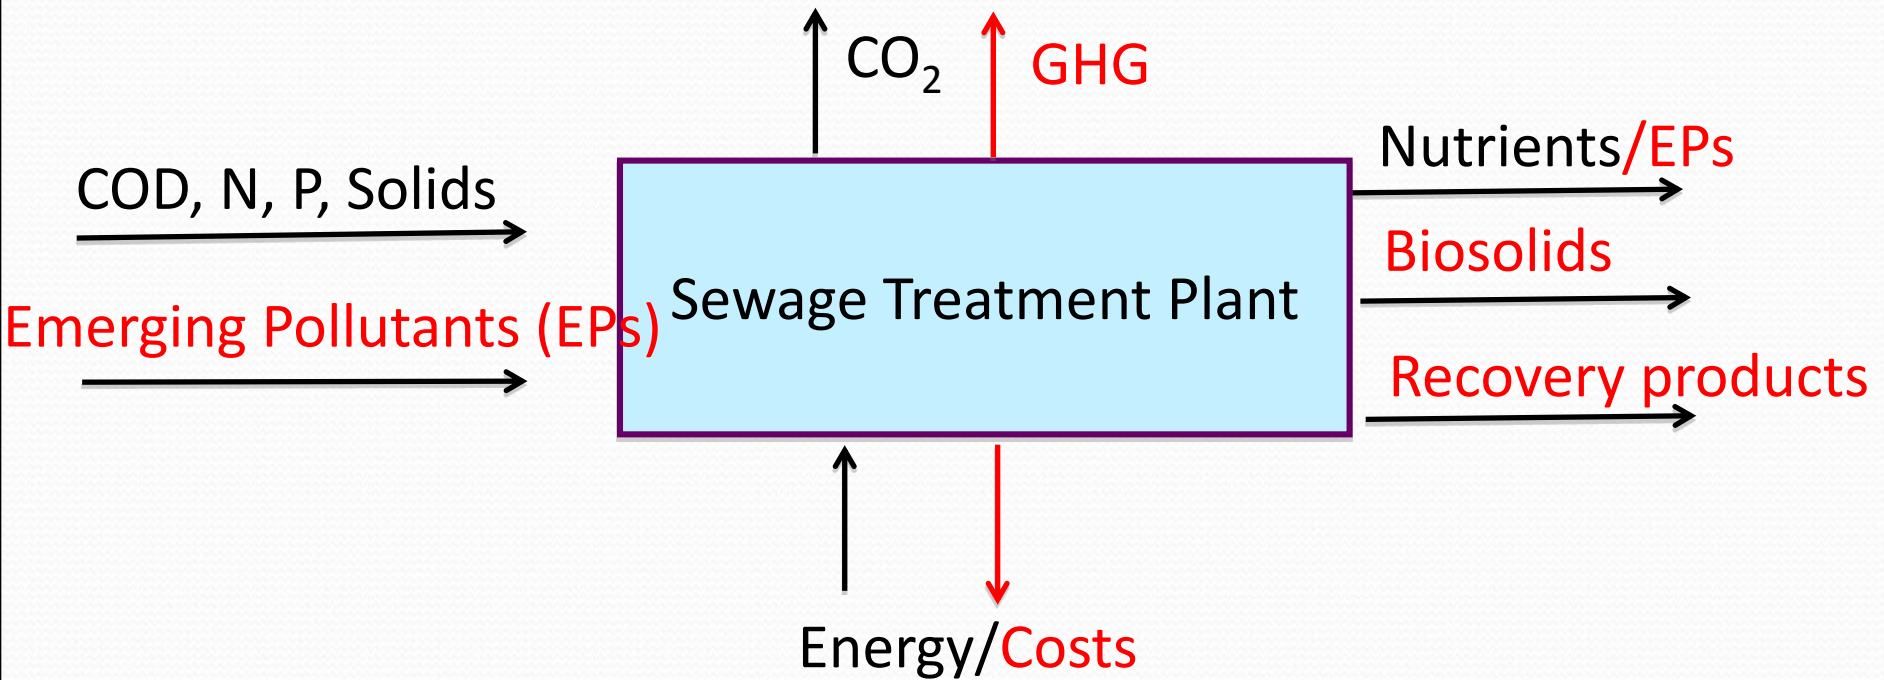 CO₂
GHG
Nutrients/EPs
COD, N, P, Solids
Biosolids
Sewage Treatment Plant
Emerging Pollutants (EPs)
Recovery products
Energy/Costs